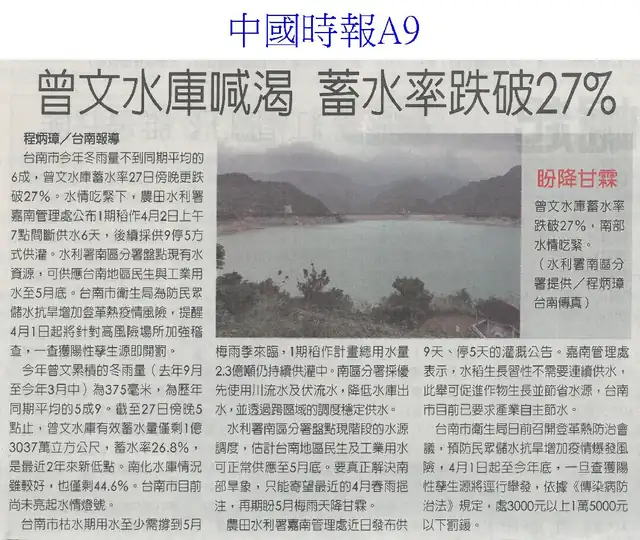 中國時報A9
曾文水庫喊渴 蓄水率跌破27%
程炳璋／台南報導
台南市今年冬雨量不到同期平均的
6成，曾文水庫蓄水率27日傍晚更跌
破27%。水情吃緊下，農田水利署
嘉南管理處公布1期稻作4月2日上午
7點間斷供水6天，後續採供9停5方
式供灌。水利署南區分署盤點現有水
資源，可供應台南地區民生與工業用
水至5月底。台南市衛生局為防民眾
儲水抗旱增加登革熱疫情風險，提醒
4月1日起將針對高風險場所加強稽
查，一查獲陽性孳生源即開罰。
今年曾文累積的冬雨量（去年9月
至今年3月中）為375毫米，為歷年
同期平均的5成9。截至27日傍晚5
點止，曾文水庫有效蓄水量僅剩1億
3037萬立方公尺，蓄水率26.8%，
是最近2年來新低點。南化水庫情況
雖較好，也僅剩44.6%。台南市目前
尚未亮起水情燈號。
台南市枯水期用水至少需撐到5月
盼降甘霖
曾文水庫蓄水率
跌破27%，南部
水情吃緊。
（水利署南區分
署提供／程炳璋
台南傳真）
梅雨季來臨，1期稻作計畫總用水量
2.3億頓仍持續供灌中。南區分署採優
先使用川流水及伏流水，降低水庫出
水，並透過跨區域的調度穩定供水。
水利署南區分署盤點現階段的水源
調度，估計台南地區民生及工業用水
可正常供應至5月底。要真正解決南
部旱象，只能寄望最近的4月春雨挹
注，再期盼5月梅雨天降甘霖。
農田水利署嘉南管理處近日發布供
9天、停5天的灌溉公告。嘉南管理處
表示，水稻生長習性不需要連續供水，
此舉可促進作物生長並節省水源，台南
市目前已要求產業自主節水。
台南市衛生局日前召開登革熱防治會
議，預防民眾儲水抗旱增加疫情爆發風
險，4月1日起至今年底，一旦查獲陽
性孳生源將逕行舉發，依據《傳染病防
治法》規定，處3000元以上1萬5000元
以下罰鍰。